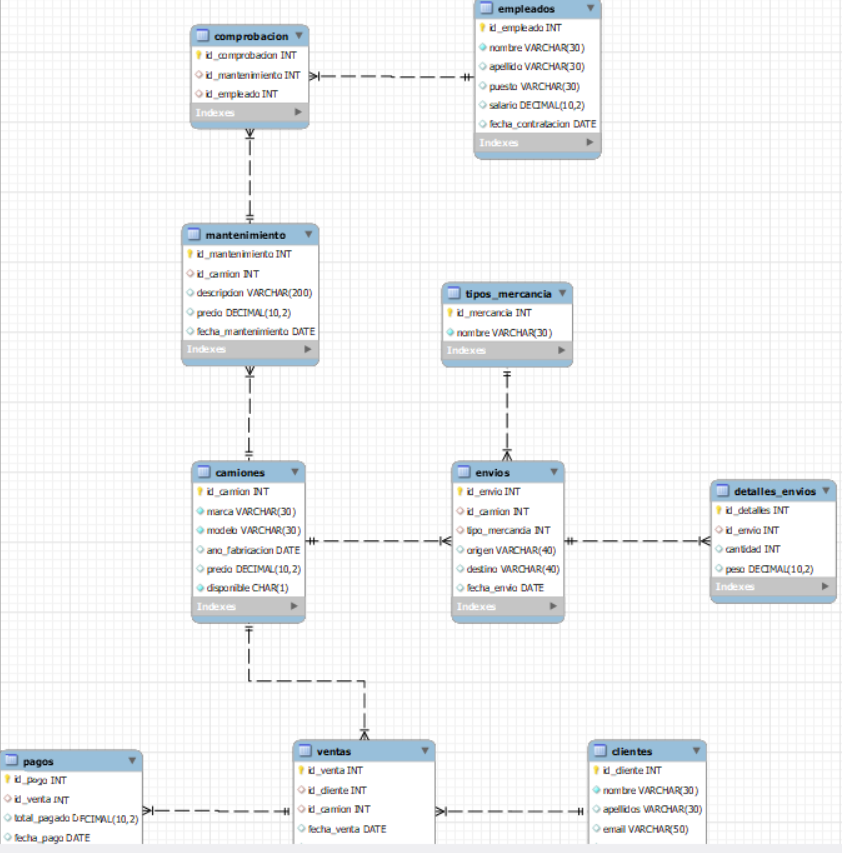 empleados
id_empleado INT
nombre VARCHAR(30)
apellido VARCHAR(30)
puesto VARCHAR(30)
salario DECIMAL(10,2)
fecha_contratacion DATE
Indexes
comprobacion
id_comprobacion INT
id_mantenimiento INT
id_empleado INT
Indexes
mantenimiento
id_mantenimiento INT
id_camion INT
descripcion VARCHAR(200)
precio DECIMAL(10,2)
fecha_mantenimiento DATE
Indexes
tipos_mercancia
id_mercancia INT
nombre VARCHAR(30)
Indexes
camiones
id_camion INT
marca VARCHAR(30)
modelo VARCHAR(30)
ano_fabricacion DATE
precio DECIMAL(10,2)
disponible CHAR(1)
Indexes
envios
id_envio INT
id_camion INT
tipo_mercancia INT
origen VARCHAR(40)
destino VARCHAR(40)
fecha_envio DATE
Indexes
detalles_envios
id_detalles INT
id_envio INT
cantidad INT
peso DECIMAL(10,2)
Indexes
pagos
id_pago INT
id_venta INT
total_pagado DECIMAL(10,2)
fecha_pago DATE
ventas
id_venta INT
id_cliente INT
id_camion INT
fecha_venta DATE
clientes
id_cliente INT
nombre VARCHAR(30)
apellidos VARCHAR(30)
email VARCHAR(50)